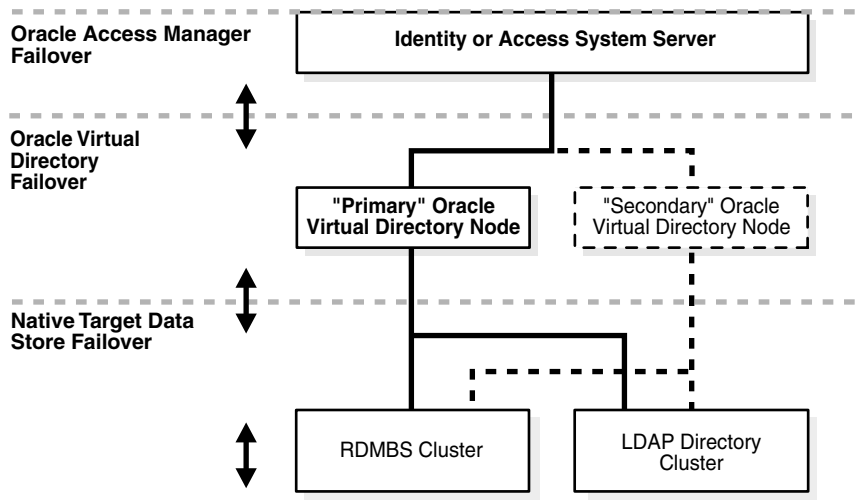 Oracle Access Manager
Failover
Identity or Access System Server
Oracle Virtual
Directory
Failover
"Primary" Oracle
Virtual Directory Node
"Secondary" Oracle
Virtual Directory Node
Native Target Data
Store Failover
RDMBS Cluster
LDAP Directory
Cluster